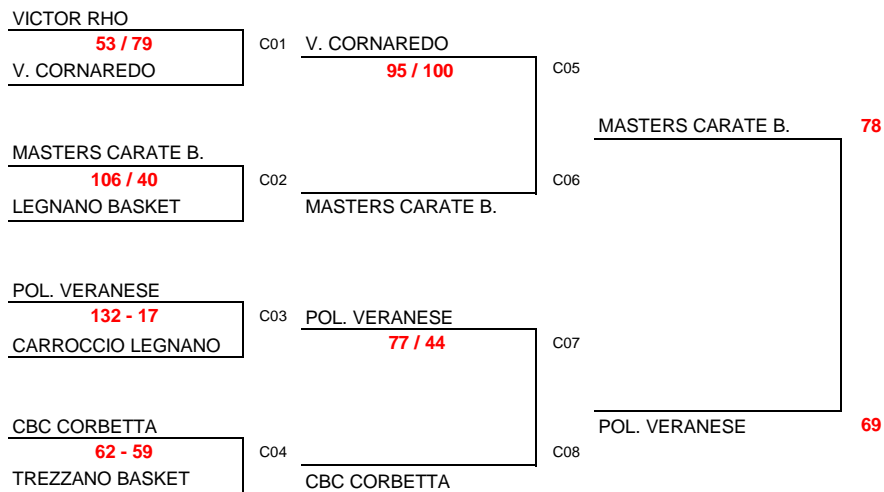 VICTOR RHO
53 / 79
V. CORNAREDO
C01
V. CORNAREDO
95 / 100
C05
MASTERS CARATE B.
78
MASTERS CARATE B.
106 / 40
LEGNANO BASKET
C02
MASTERS CARATE B.
C06
POL. VERANESE
132 - 17
CARROCCIO LEGNANO
C03
POL. VERANESE
77 / 44
C07
POL. VERANESE
69
CBC CORBETTA
62 - 59
TREZZANO BASKET
C04
CBC CORBETTA
C08